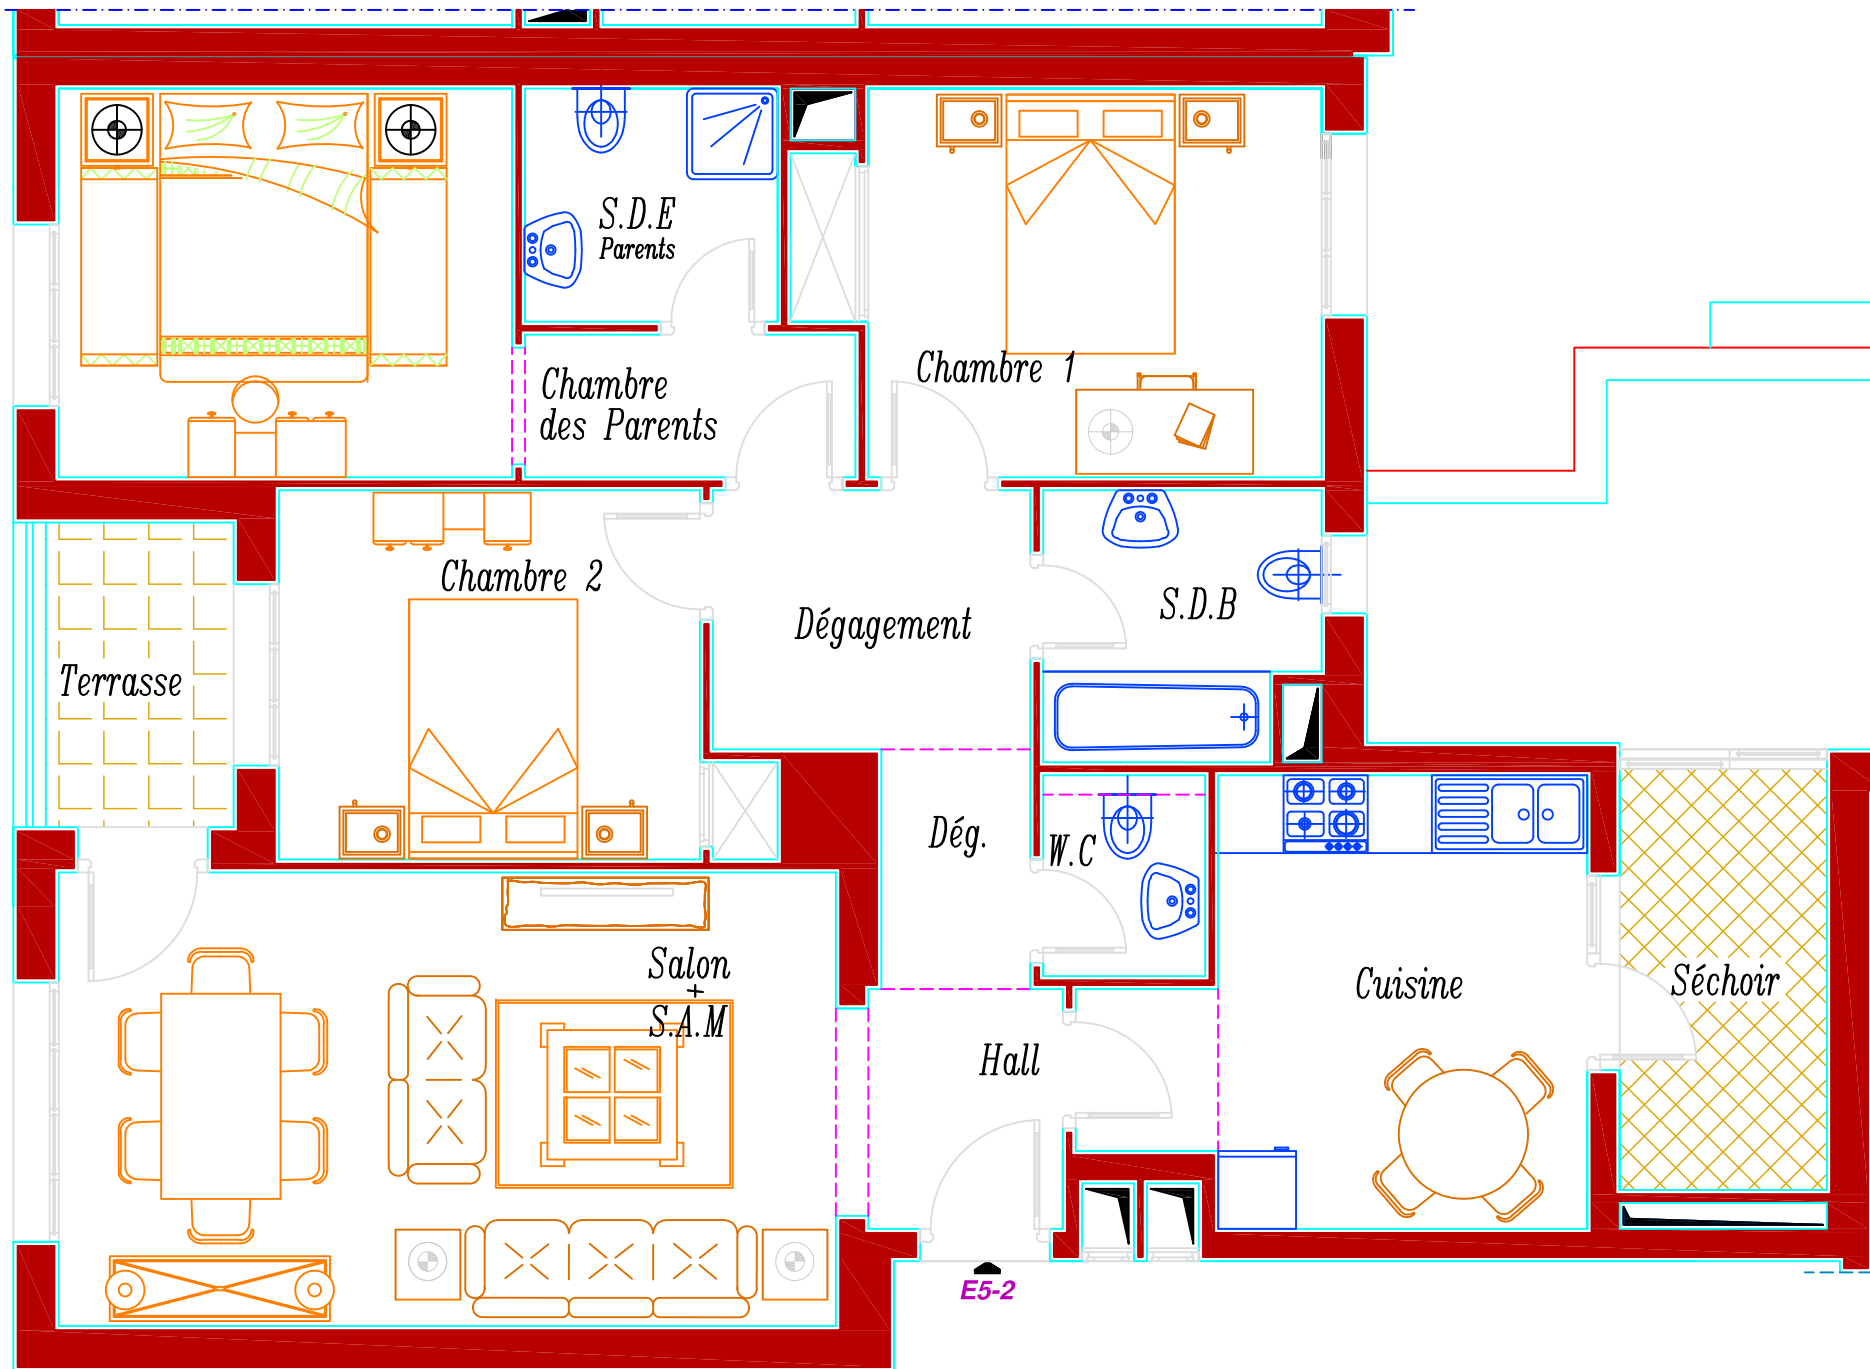 S.D.E
Parents
Chambre
des Parents
Chambre 1
Chambre 2
Dégagement
S.D.B
Terrasse
Dég.
W.C
Salon
+
S.A.M
Cuisine
Séchoir
Hall
E5-2